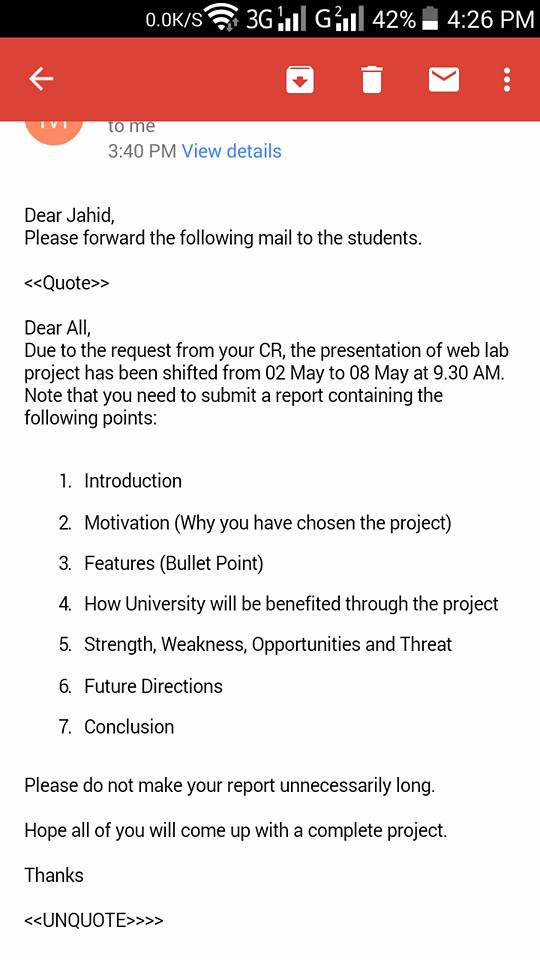 0.0K/S 3G 1 G 2 42% 4:26 PM
to me
3:40 PM View details
Dear Jahid,
Please forward the following mail to the students.
<<Quote>>
Dear All,
Due to the request from your CR, the presentation of web lab
project has been shifted from 02 May to 08 May at 9.30 AM.
Note that you need to submit a report containing the
following points:
1. Introduction
2. Motivation (Why you have chosen the project)
3. Features (Bullet Point)
4. How University will be benefited through the project
5. Strength, Weakness, Opportunities and Threat
6. Future Directions
7. Conclusion
Please do not make your report unnecessarily long.
Hope all of you will come up with a complete project.
Thanks
<<UNQUOTE>>>>